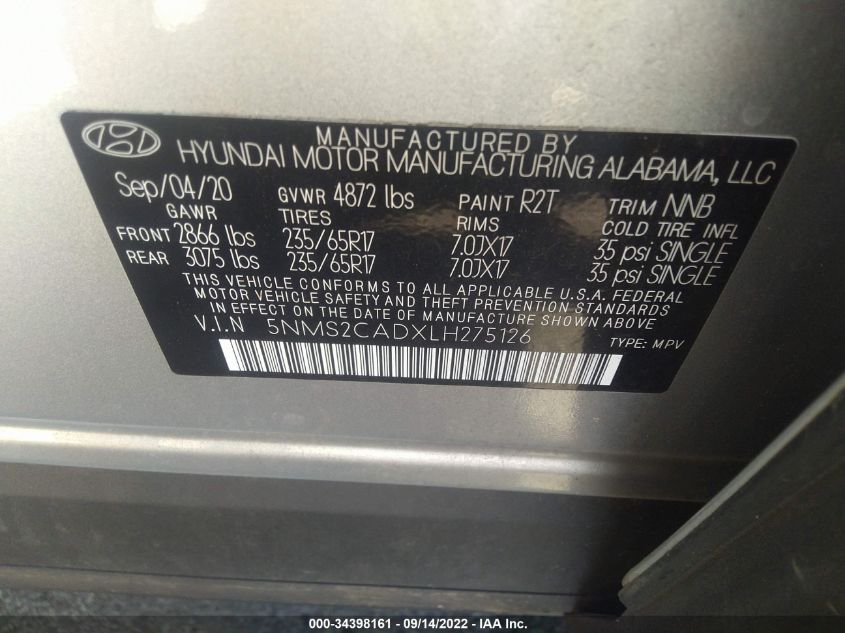 MANUFACTURED BY
HYUNDAI MOTOR MANUFACTURING ALABAMA, LLC
Sep/04/20 GVWR 4872 lbs PAINT R2T TRIM NNB
GAWR TIRES RIMS COLD TIRE INFL
FRONT 2866 lbs 235/65R17 7.0JX17 35 psi SINGLE
REAR 3075 lbs 235/65R17 7.0JX17 35 psi SINGLE
THIS VEHICLE CONFORMS TO ALL APPLICABLE U.S.A. FEDERAL
MOTOR VEHICLE SAFETY AND THEFT PREVENTION STANDARDS
IN EFFECT ON THE DATE OF MANUFACTURE SHOWN ABOVE
V.I.N 5NMS2CADXLH275126 TYPE: MPV
000-34398161 - 09/14/2022 - IAA Inc.